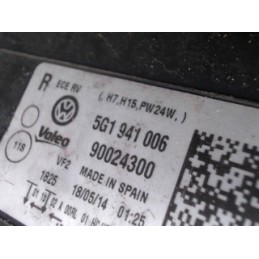 R ECE RV (, H7,H15,PW24W, )
5G1 941 006
Valeo
90024300
118 VF2 MADE IN SPAIN
1825 18/05/14 01:25